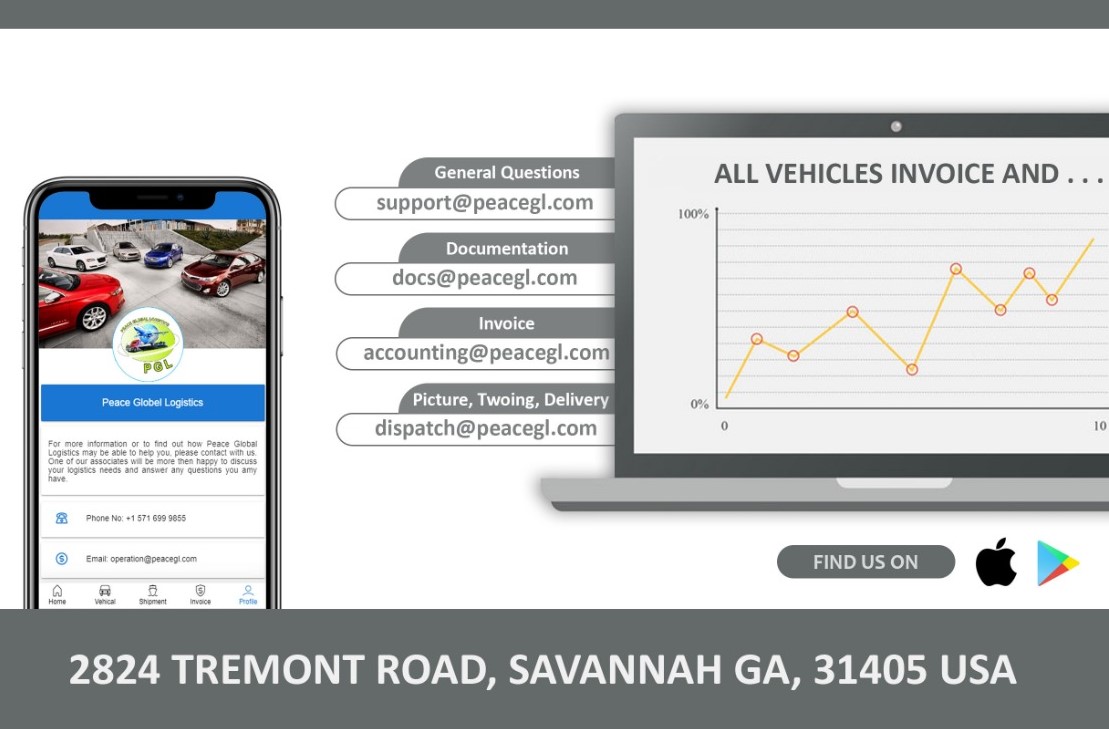 PEACE GLOBAL LOGISTICS
PGL
Peace Globel Logistics
For more information or to find out how Peace Global
Logistics may be able to help you, please contact with us.
One of our associates will be more then happy to discuss
your logistics needs and answer any questions you amy
have.
Phone No: +1 571 699 9855
Email: operation@peacegl.com
Home
Vehical
Shipment
Invoice
Profile
General Questions
support@peacegl.com
Documentation
docs@peacegl.com
Invoice
accounting@peacegl.com
Picture, Twoing, Delivery
dispatch@peacegl.com
ALL VEHICLES INVOICE AND . . .
100%
0%
0
10
FIND US ON
2824 TREMONT ROAD, SAVANNAH GA, 31405 USA